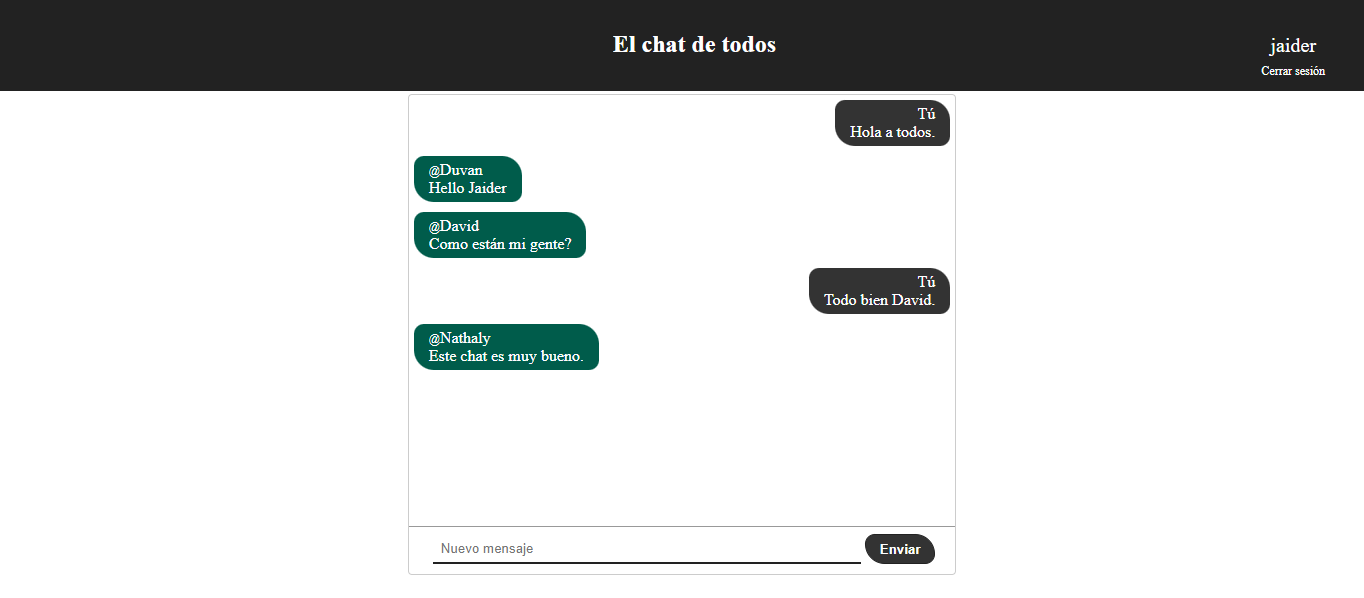 El chat de todos
jaider
Cerrar sesión
Tú
Hola a todos.
@Duvan
Hello Jaider
@David
Como están mi gente?
Tú
Todo bien David.
@Nathaly
Este chat es muy bueno.
Nuevo mensaje
Enviar